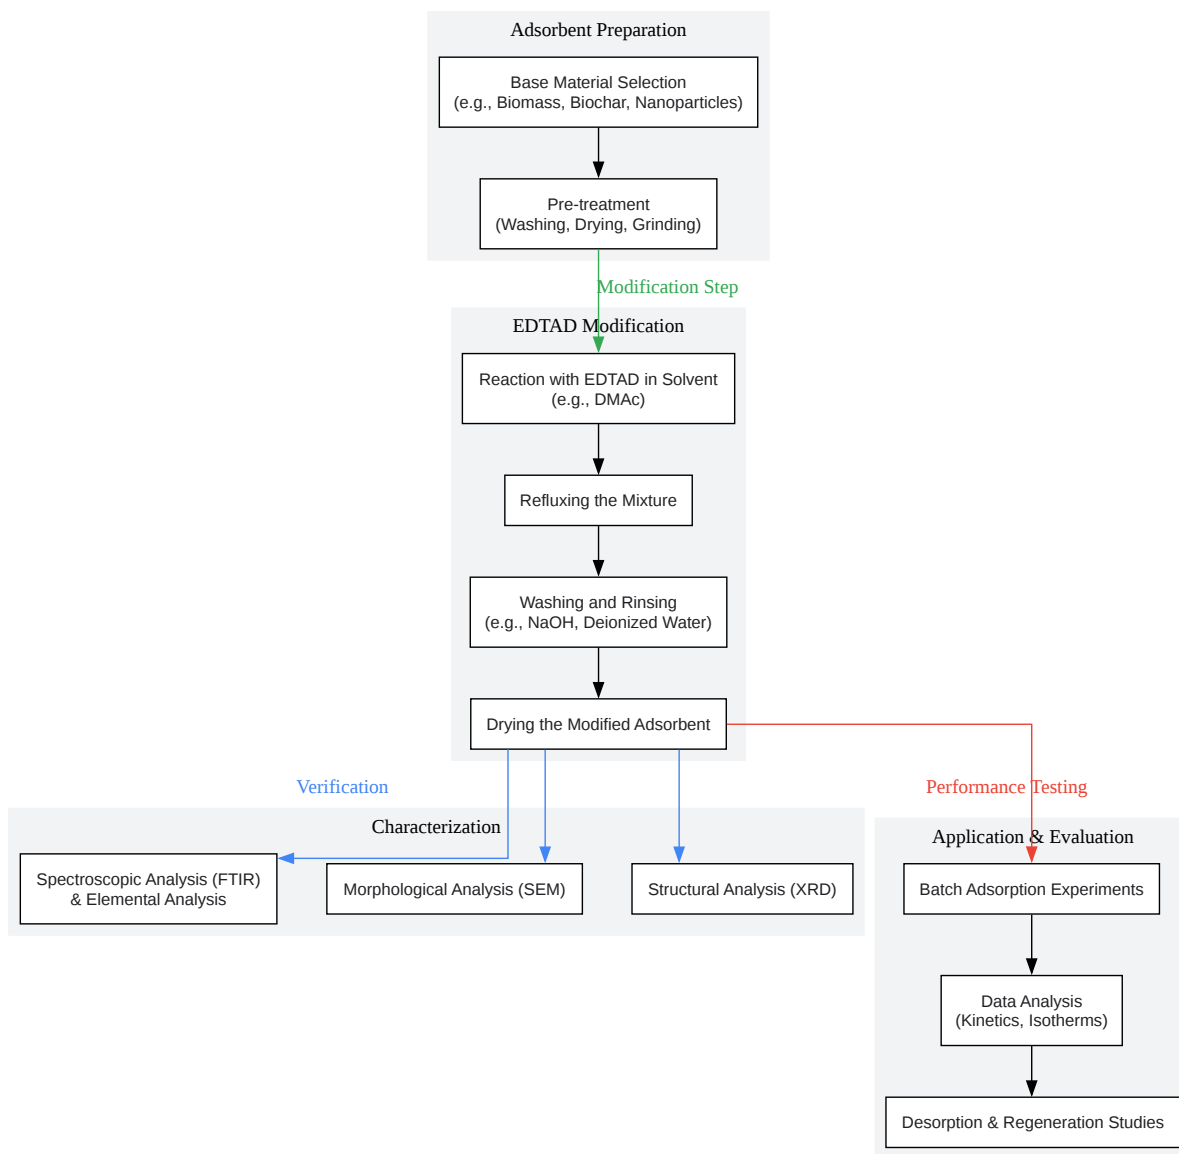 Adsorbent Preparation
Base Material Selection
(e.g., Biomass, Biochar, Nanoparticles)
Pre-treatment
(Washing, Drying, Grinding)
Modification Step
EDTAD Modification
Reaction with EDTAD in Solvent
(e.g., DMAc)
Refluxing the Mixture
Washing and Rinsing
(e.g., NaOH, Deionized Water)
Drying the Modified Adsorbent
Verification
Characterization
Spectroscopic Analysis (FTIR)
& Elemental Analysis
Morphological Analysis (SEM)
Structural Analysis (XRD)
Performance Testing
Application & Evaluation
Batch Adsorption Experiments
Data Analysis
(Kinetics, Isotherms)
Desorption & Regeneration Studies